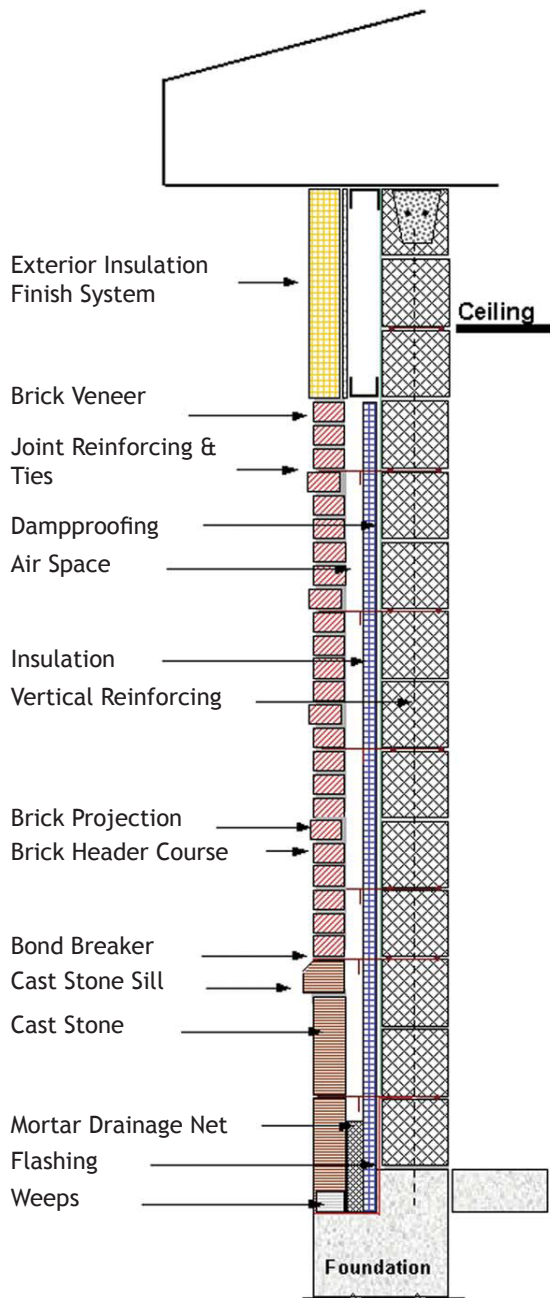 Exterior Insulation
Finish System
Ceiling
Brick Veneer
Joint Reinforcing &
Ties
Dampproofing
Air Space
Insulation
Vertical Reinforcing
Brick Projection
Brick Header Course
Bond Breaker
Cast Stone Sill
Cast Stone
Mortar Drainage Net
Flashing
Weeps
Foundation